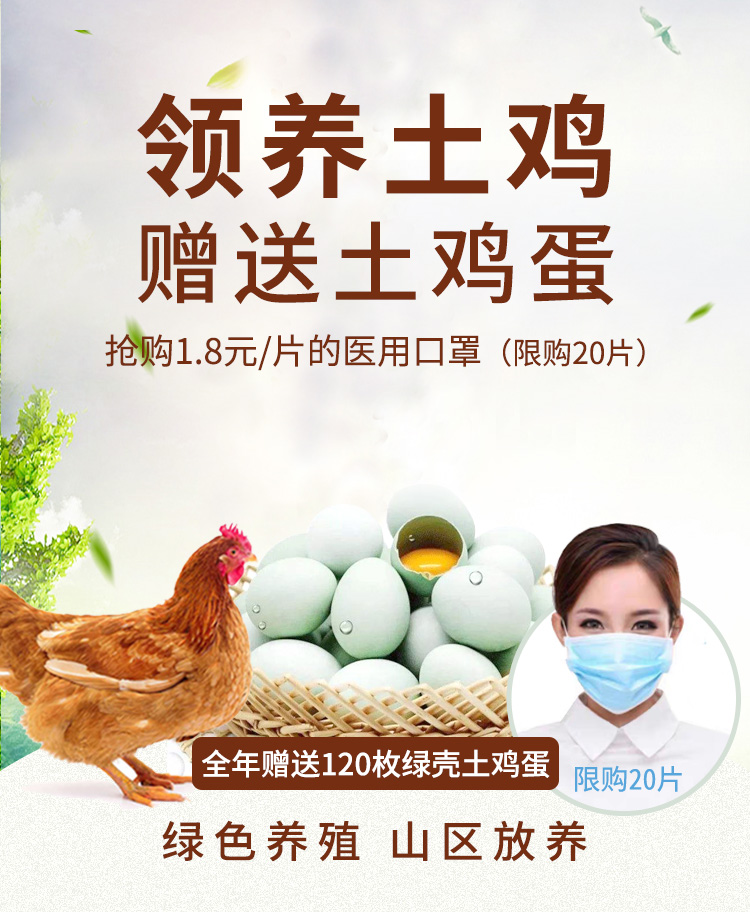 领养土鸡
赠送土鸡蛋
抢购1.8元/片的医用口罩（限购20片）
全年赠送120枚绿壳土鸡蛋
限购20片
绿色养殖 山区放养